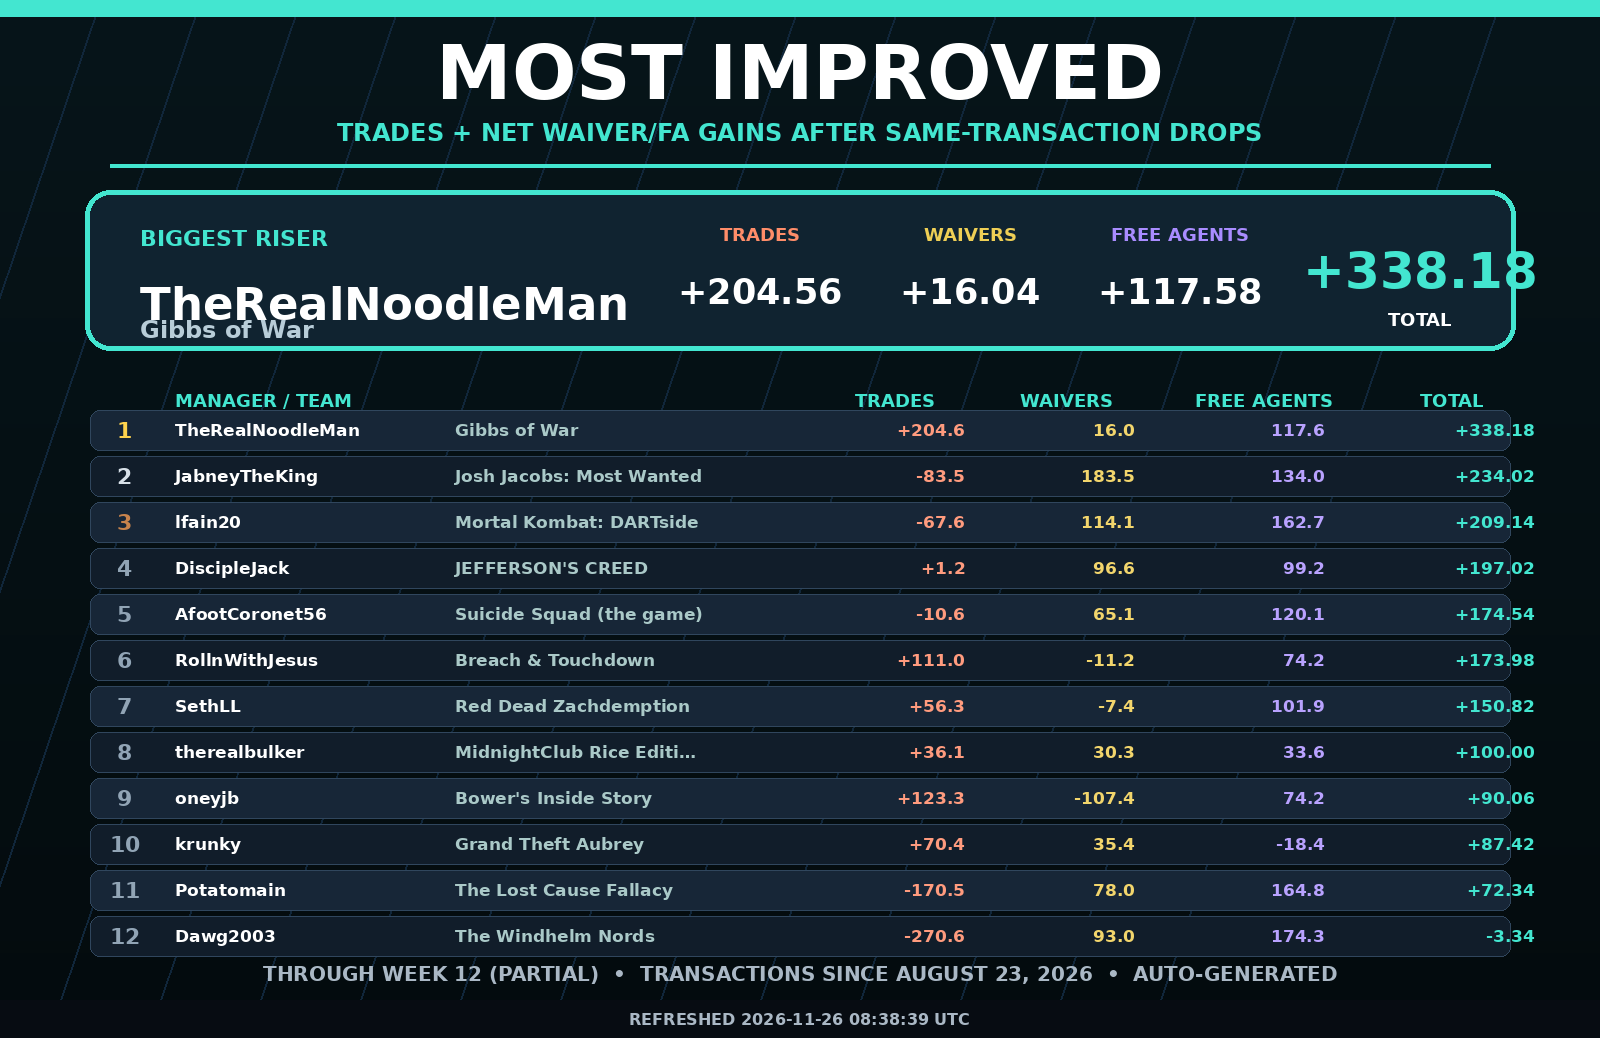 MOST IMPROVED
TRADES + NET WAIVER/FA GAINS AFTER SAME-TRANSACTION DROPS
BIGGEST RISER
TheRealNoodleMan
Gibbs of War
TRADES WAIVERS FREE AGENTS
+204.56 +16.04 +117.58
+338.18
TOTAL
MANAGER / TEAM TRADES WAIVERS FREE AGENTS TOTAL
1 TheRealNoodleMan Gibbs of War +204.6 16.0 117.6 +338.18
2 JabneyTheKing Josh Jacobs: Most Wanted -83.5 183.5 134.0 +234.02
3 lfain20 Mortal Kombat: DARTside -67.6 114.1 162.7 +209.14
4 DiscipleJack JEFFERSON'S CREED +1.2 96.6 99.2 +197.02
5 AfootCoronet56 Suicide Squad (the game) -10.6 65.1 120.1 +174.54
6 RollnWithJesus Breach & Touchdown +111.0 -11.2 74.2 +173.98
7 SethLL Red Dead Zachdemption +56.3 -7.4 101.9 +150.82
8 therealbulker MidnightClub Rice Editi… +36.1 30.3 33.6 +100.00
9 oneyjb Bower's Inside Story +123.3 -107.4 74.2 +90.06
10 krunky Grand Theft Aubrey +70.4 35.4 -18.4 +87.42
11 Potatomain The Lost Cause Fallacy -170.5 78.0 164.8 +72.34
12 Dawg2003 The Windhelm Nords -270.6 93.0 174.3 -3.34
THROUGH WEEK 12 (PARTIAL) • TRANSACTIONS SINCE AUGUST 23, 2026 • AUTO-GENERATED
REFRESHED 2026-11-26 08:38:39 UTC